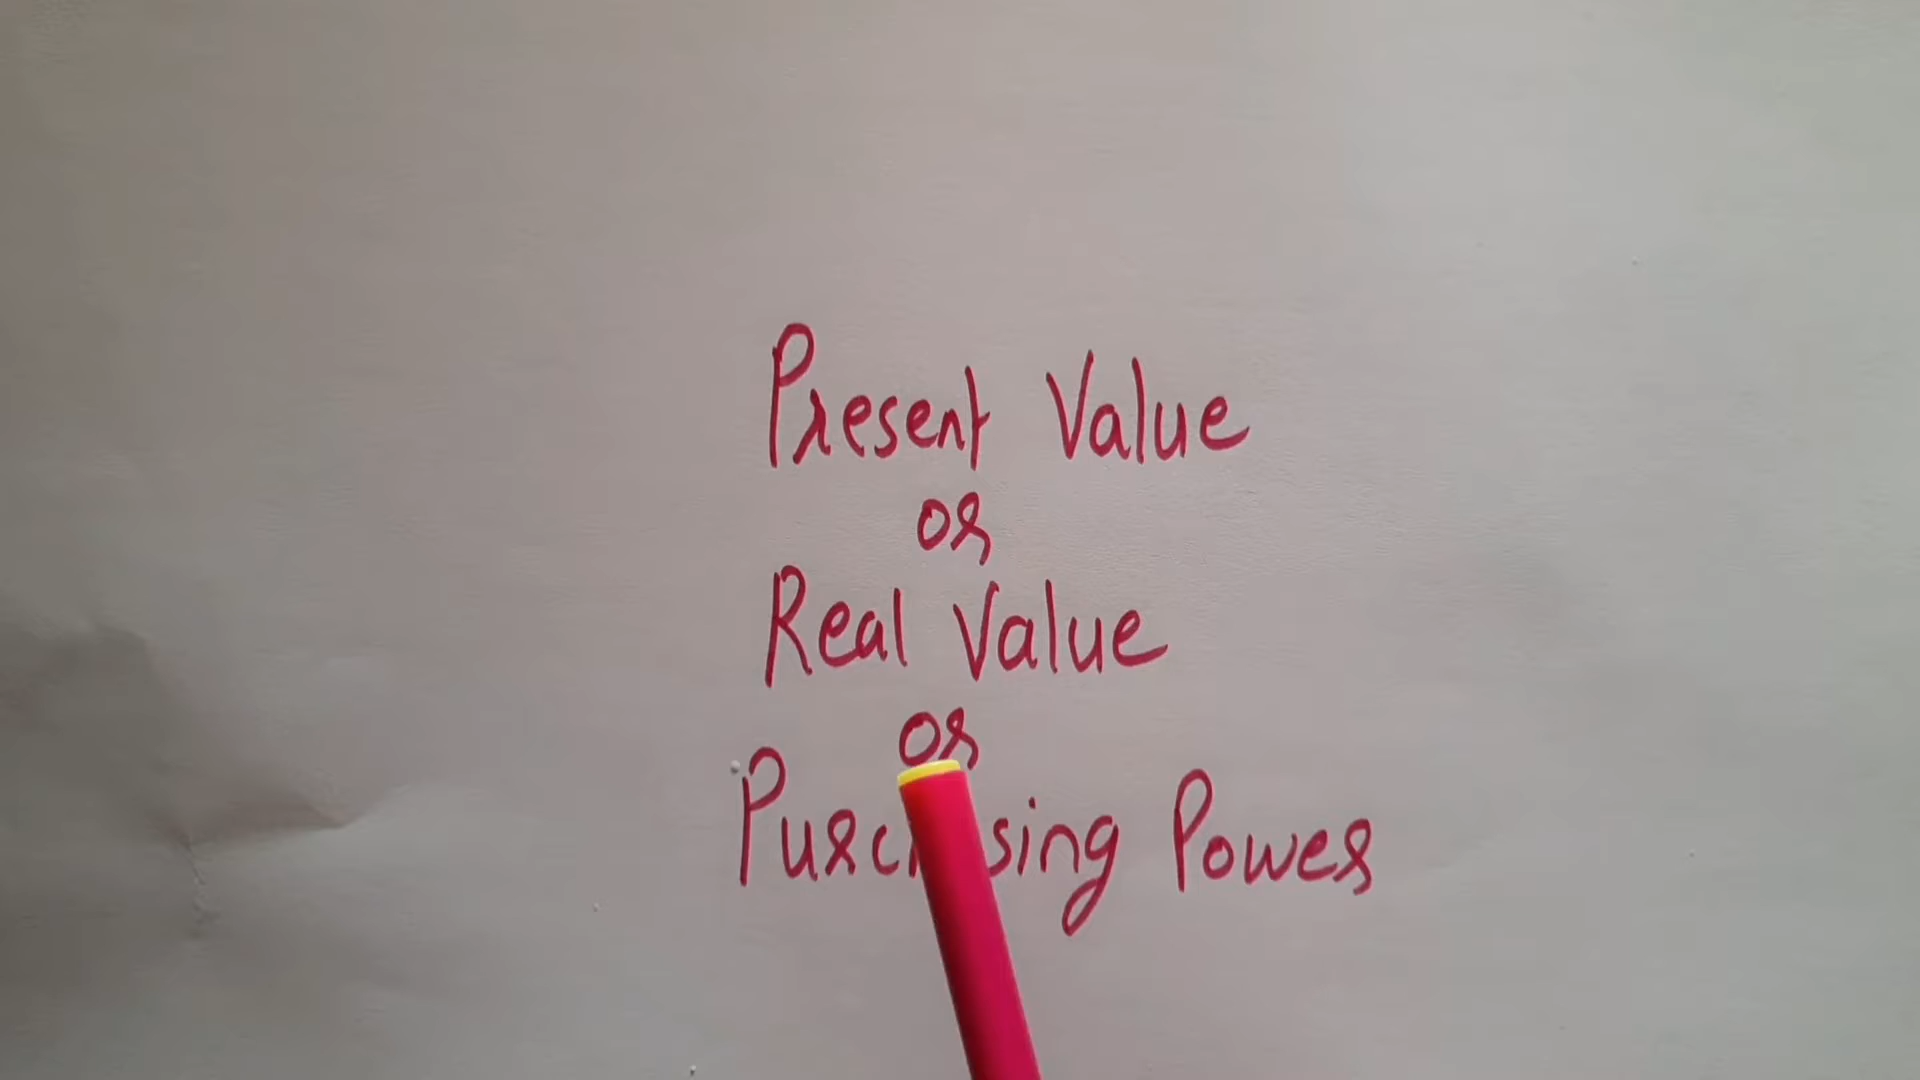 Present Value
or
Real Value
or
Power